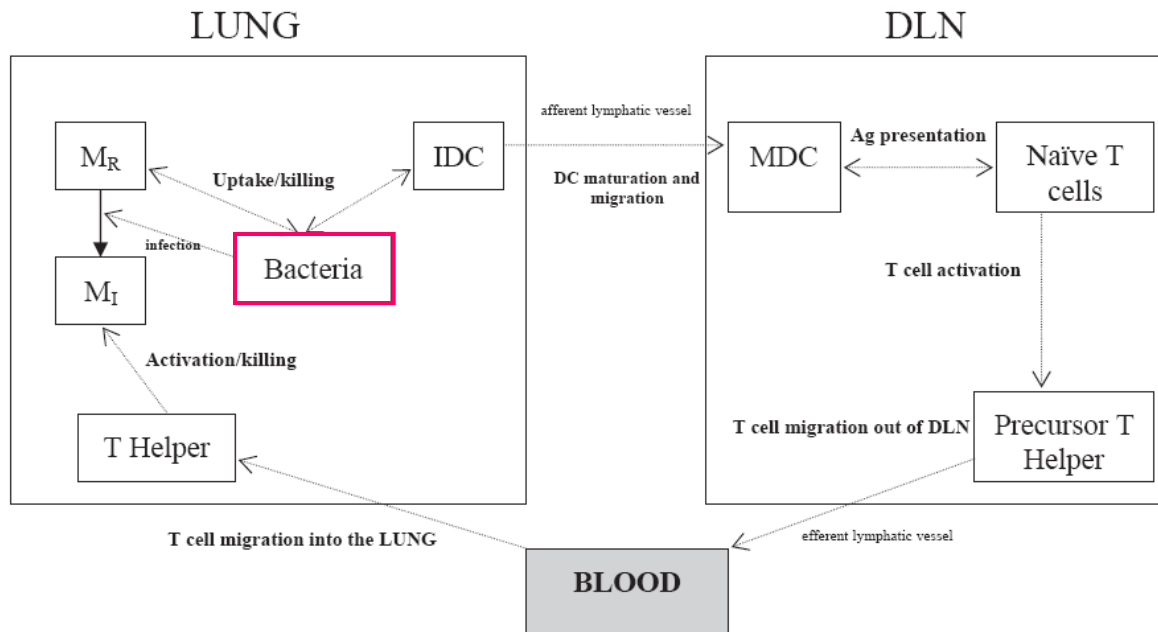 LUNG
DLN
afferent lymphatic vessel
M_R
IDC
MDC
Ag presentation
Naïve T
cells
Uptake/killing
DC maturation and
migration
infection
Bacteria
T cell activation
M_I
Activation/killing
T Helper
T cell migration out of DLN
Precursor T
Helper
T cell migration into the LUNG
efferent lymphatic vessel
BLOOD